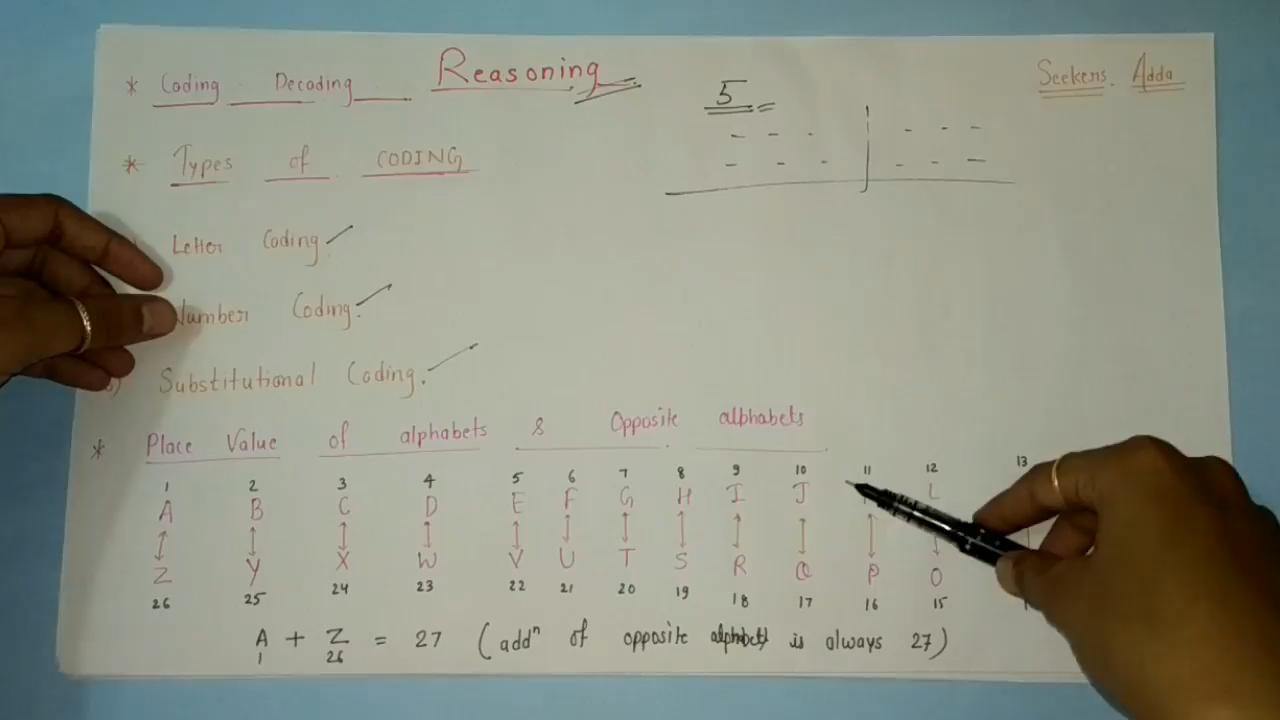 * Coding Decoding Reasoning
Seekers Adda
5
* Types of CODING
Letter Coding
Number Coding.
Substitutional Coding.
* Place Value of alphabets & Opposite alphabets
1 2 3 4 5 6 7 8 9 10 11 12 13
A B C D E F G H I J L
Z Y X W V U T S R Q P O
26 25 24 23 22 21 20 19 18 17 16 15
A + Z = 27 (addⁿ of opposite alphabets is always 27)
1 26